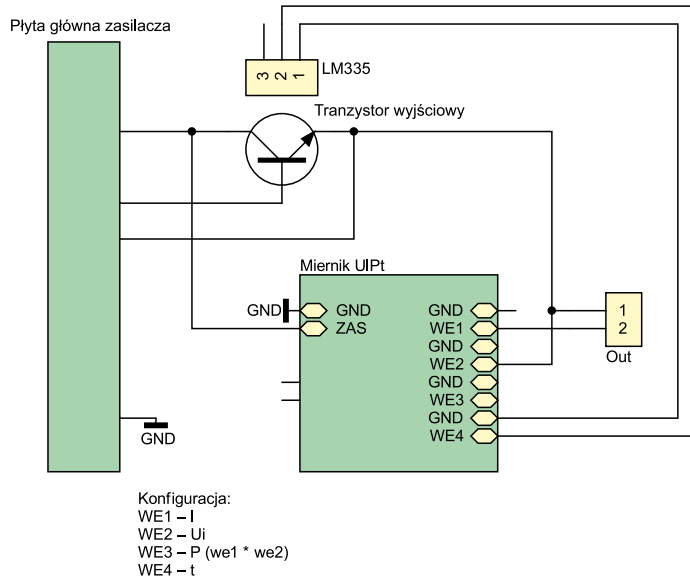 Płyta główna zasilacza
3 2 1
LM335
Tranzystor wyjściowy
Miernik UIPt
GND
GND
ZAS
GND
WE1
GND
WE2
GND
WE3
GND
WE4
1
2
Out
GND
Konfiguracja:
WE1 – I
WE2 – Ui
WE3 – P (we1 * we2)
WE4 – t